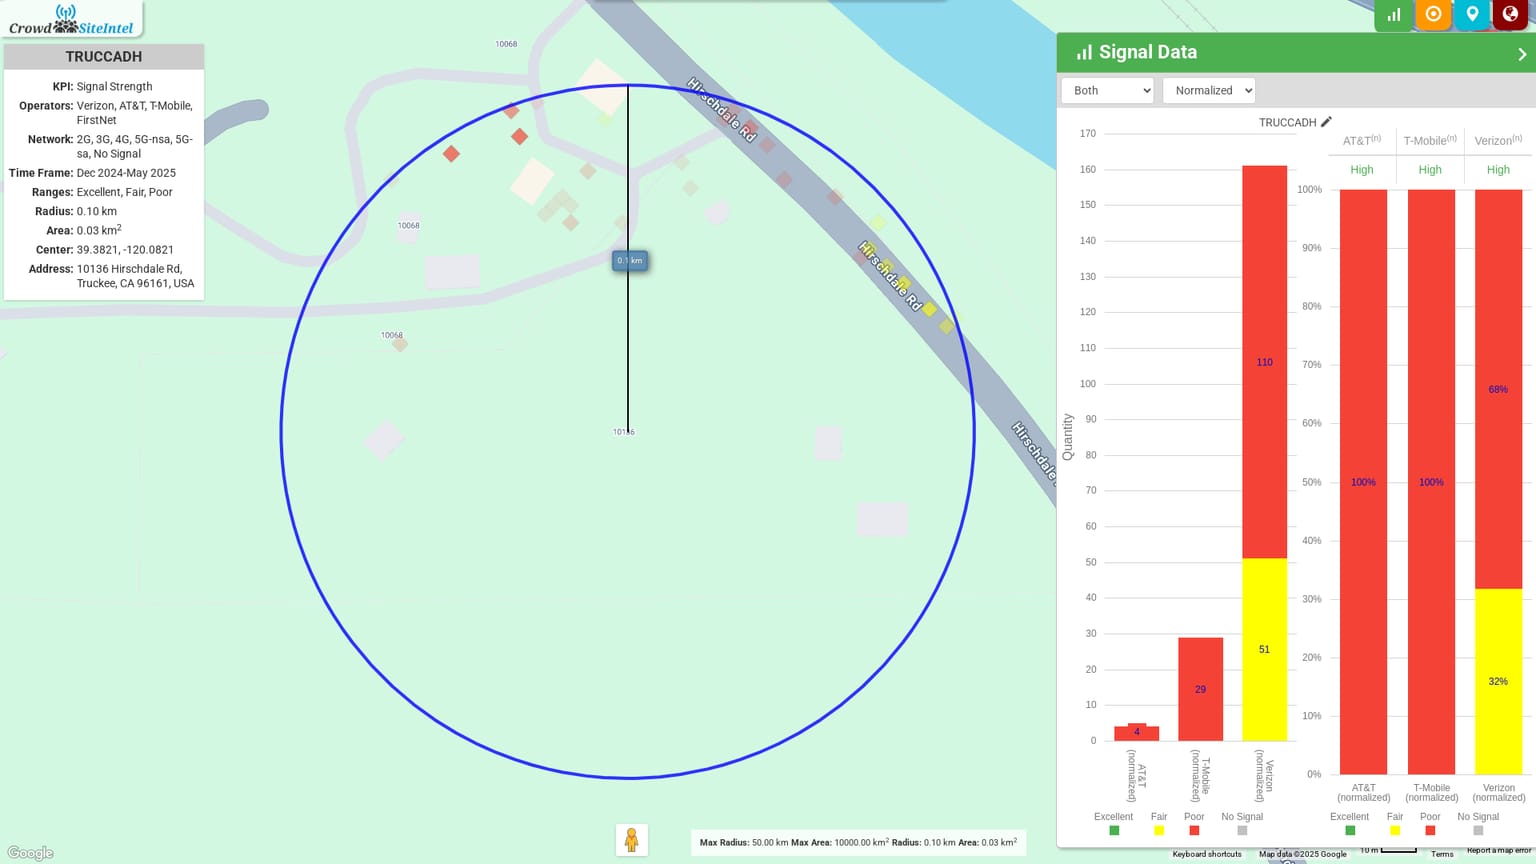 Crowd SiteIntel
TRUCCADH
KPI: Signal Strength
Operators: Verizon, AT&T, T-Mobile,
FirstNet
Network: 2G, 3G, 4G, 5G-nsa, 5G-
sa, No Signal
Time Frame: Dec 2024-May 2025
Ranges: Excellent, Fair, Poor
Radius: 0.10 km
Area: 0.03 km2
Center: 39.3821, -120.0821
Address: 10136 Hirschdale Rd,
Truckee, CA 96161, USA
10068
Hirschdale Rd
10068
Hirschdale Rd
0.1 km
10068
10136
Hirschdale
Google
Max Radius: 50.00 km Max Area: 10000.00 km2 Radius: 0.10 km Area: 0.03 km2
Signal Data
Both
Normalized
TRUCCADH
AT&T(n) T-Mobile(n) Verizon(n)
High High High
Quantity
170
160
150
140
130
120
110
100
90
80
70
60
50
40
30
20
10
0
4
29
110
51
AT&T
(normalized)
T-Mobile
(normalized)
Verizon
(normalized)
Excellent Fair Poor No Signal
100%
90%
80%
70%
60%
50%
40%
30%
20%
10%
0%
100%
100%
68%
32%
AT&T
(normalized)
T-Mobile
(normalized)
Verizon
(normalized)
Excellent Fair Poor No Signal
Keyboard shortcuts Map data ©2025 Google 10 m Terms Report a map error